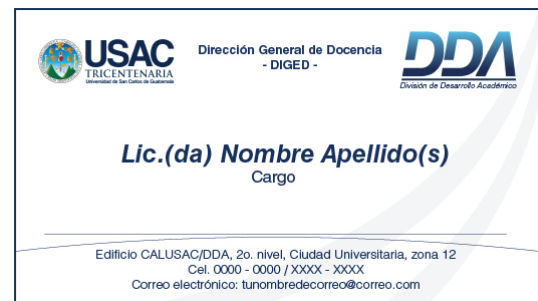 USAC
TRICENTENARIA
Universidad de San Carlos de Guatemala
Dirección General de Docencia
- DIGED -
DDA
División de Desarrollo Académico
Lic.(da) Nombre Apellido(s)
Cargo
Edificio CALUSAC/DDA, 2o. nivel, Ciudad Universitaria, zona 12
Cel. 0000 - 0000 / XXXX - XXXX
Correo electrónico: tunombredecorreo@correo.com